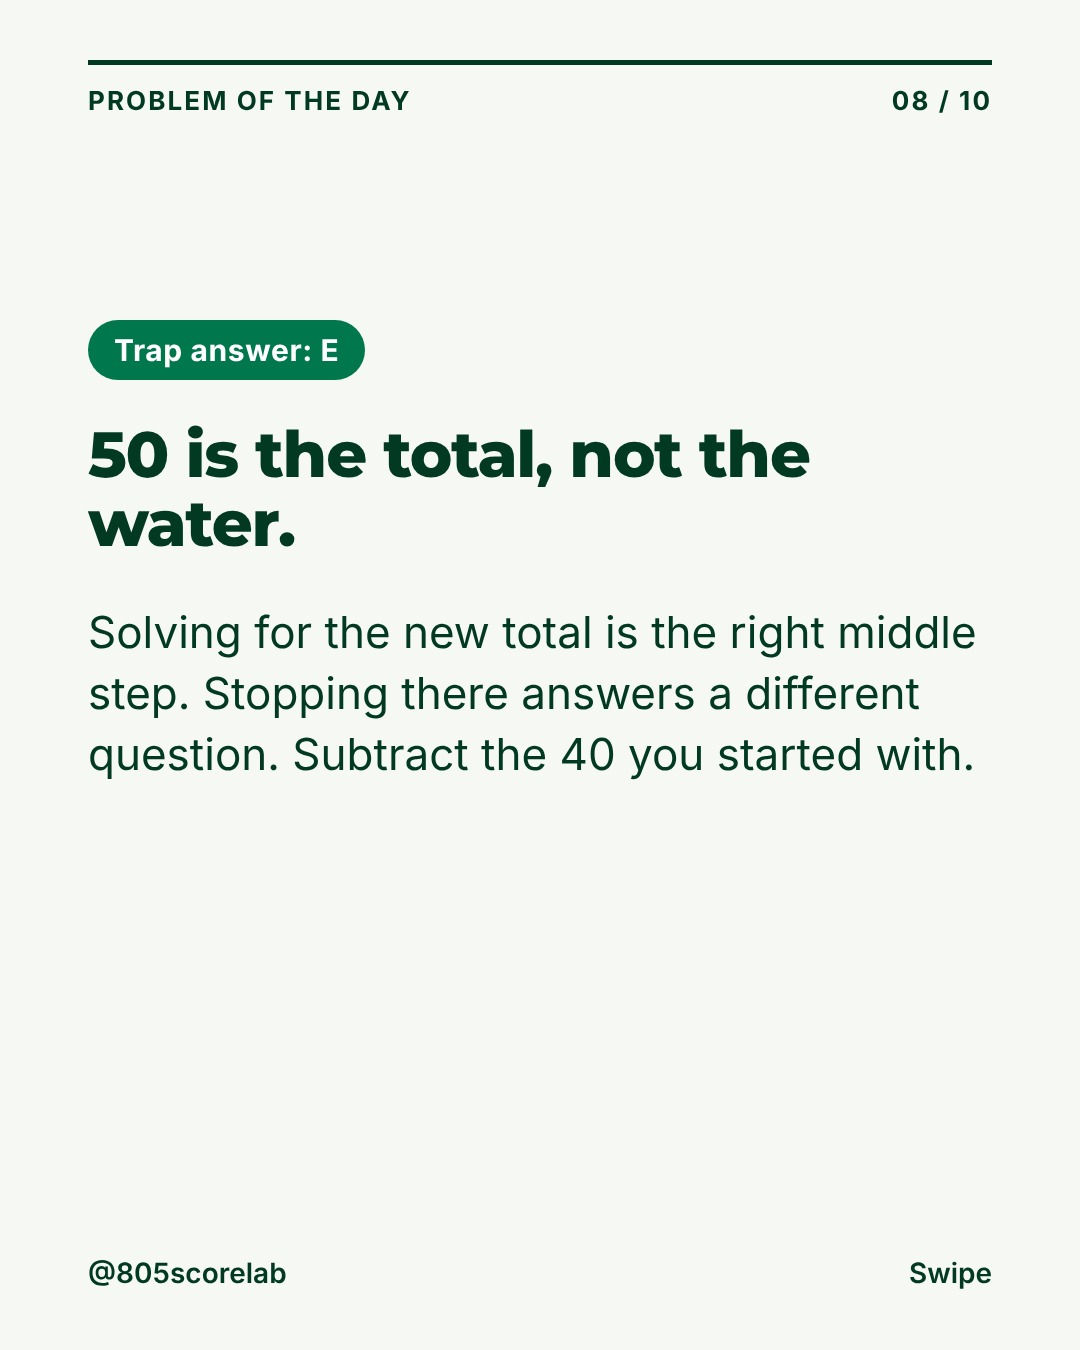 PROBLEM OF THE DAY
08 / 10
Trap answer: E
50 is the total, not the
water.
Solving for the new total is the right middle
step. Stopping there answers a different
question. Subtract the 40 you started with.
@805scorelab
Swipe